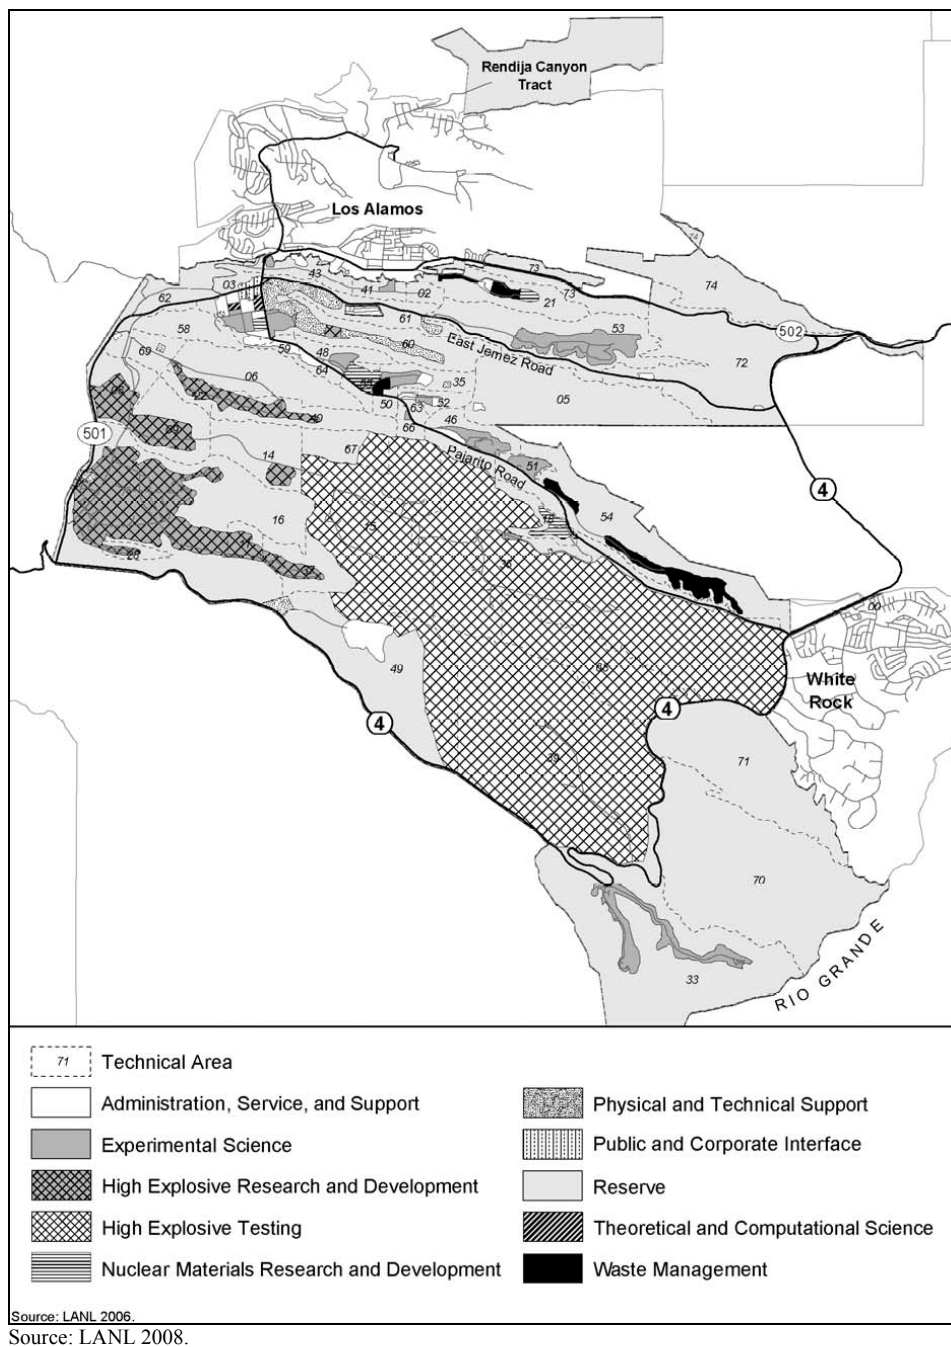 Rendija Canyon
Tract
Los Alamos
74
73
43
03
41
02
73
74
62
21
502
61
53
58
East Jemez Road
60
59
48
72
69
64
06
35
05
50
63
52
40
46
66
501
67
14
Pajarito Road
51
4
16
15
54
36
00
49
68
White
Rock
4
4
71
39
70
RIO GRANDE
33
71 Technical Area
Administration, Service, and Support
Experimental Science
High Explosive Research and Development
High Explosive Testing
Nuclear Materials Research and Development
Physical and Technical Support
Public and Corporate Interface
Reserve
Theoretical and Computational Science
Waste Management
Source: LANL 2006.
Source: LANL 2008.